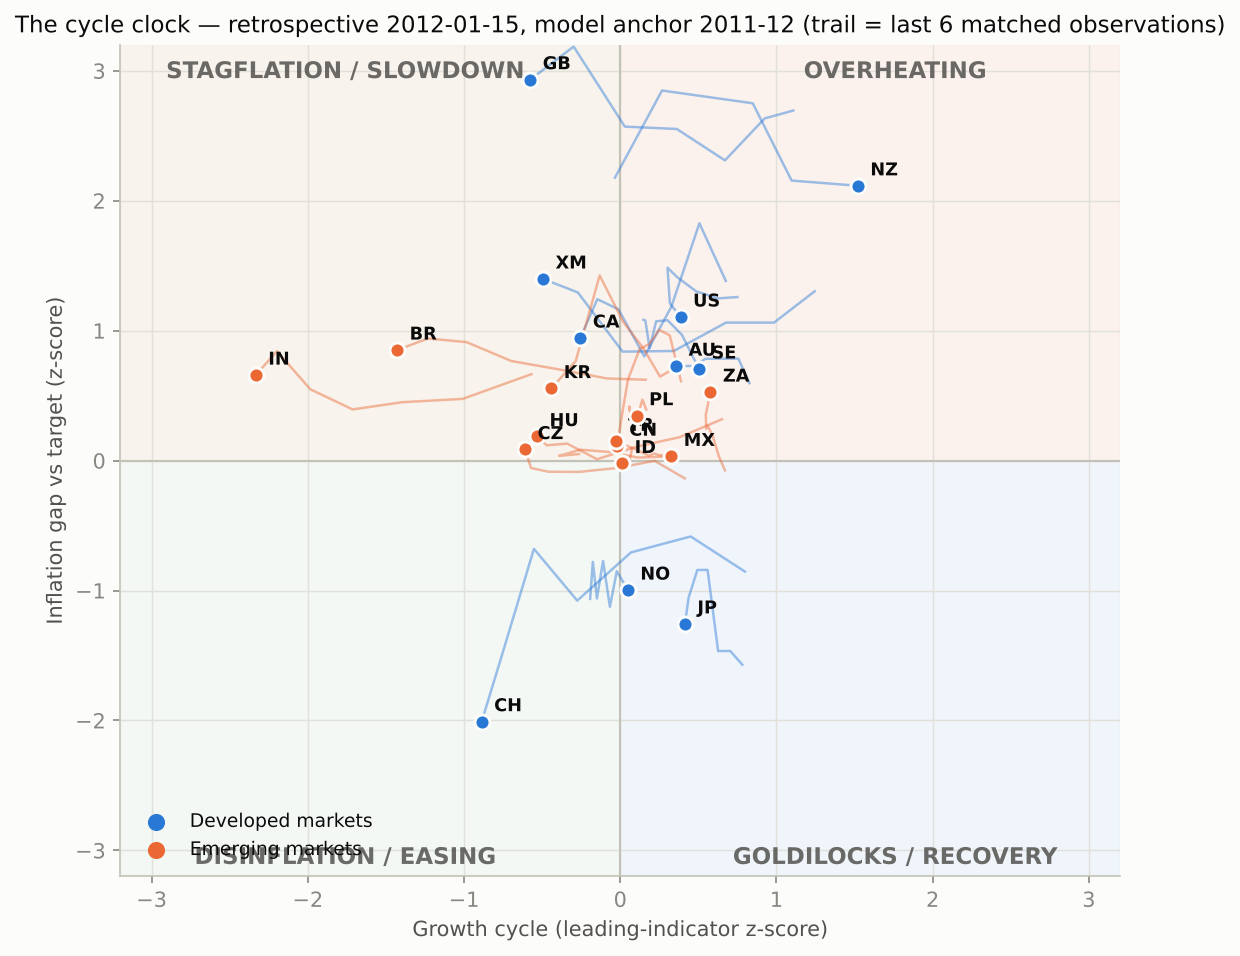 The cycle clock — retrospective 2012-01-15, model anchor 2011-12 (trail = last 6 matched observations)
STAGFLATION / SLOWDOWN
OVERHEATING
GB
NZ
XM
US
CA
BR
IN
AU
SE
KR
ZA
PL
HU
CZ
CN
ID
MX
NO
JP
CH
Developed markets
Emerging markets
DISINFLATION / EASING
GOLDILOCKS / RECOVERY
3
2
1
0
−1
−2
−3
−3
−2
−1
0
1
2
3
Inflation gap vs target (z-score)
Growth cycle (leading-indicator z-score)